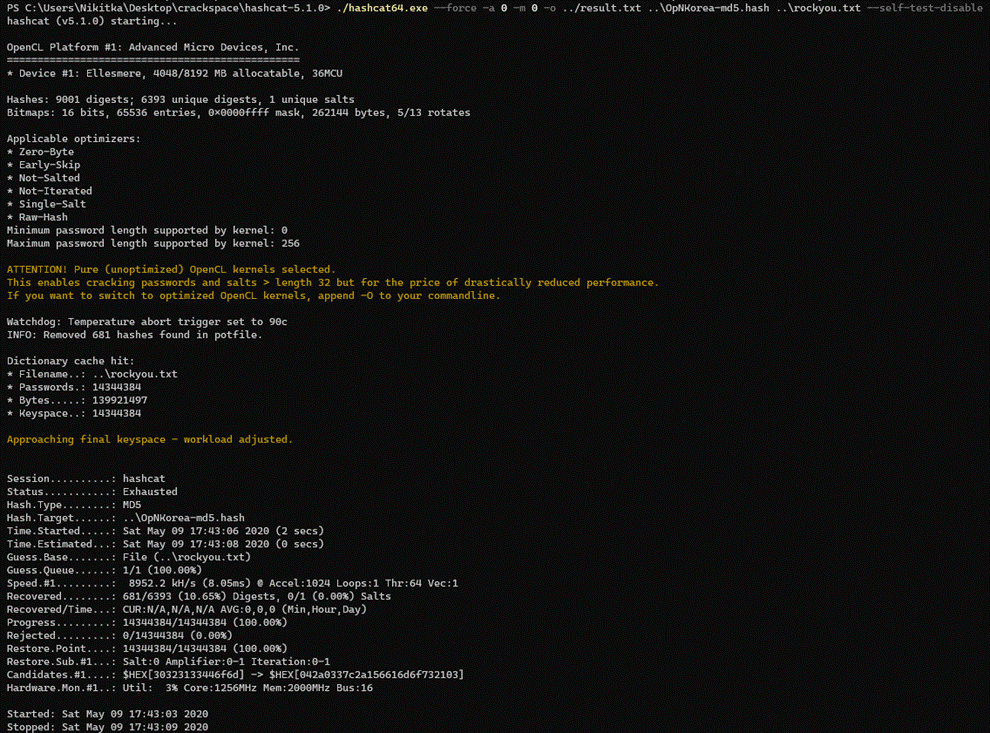 PS C:\Users\Nikitka\Desktop\crackspace\hashcat-5.1.0> ./hashcat64.exe --force -a 0 -m 0 -o ../result.txt ..\OpNKorea-md5.hash ..\rockyou.txt --self-test-disable
hashcat (v5.1.0) starting...
OpenCL Platform #1: Advanced Micro Devices, Inc.
================================================
* Device #1: Ellesmere, 4048/8192 MB allocatable, 36MCU
Hashes: 9001 digests; 6393 unique digests, 1 unique salts
Bitmaps: 16 bits, 65536 entries, 0x0000ffff mask, 262144 bytes, 5/13 rotates
Applicable optimizers:
* Zero-Byte
* Early-Skip
* Not-Salted
* Not-Iterated
* Single-Salt
* Raw-Hash
Minimum password length supported by kernel: 0
Maximum password length supported by kernel: 256
ATTENTION! Pure (unoptimized) OpenCL kernels selected.
This enables cracking passwords and salts > length 32 but for the price of drastically reduced performance.
If you want to switch to optimized OpenCL kernels, append -O to your commandline.
Watchdog: Temperature abort trigger set to 90c
INFO: Removed 681 hashes found in potfile.
Dictionary cache hit:
* Filename..: ..\rockyou.txt
* Passwords.: 14344384
* Bytes.....: 139921497
* Keyspace..: 14344384
Approaching final keyspace - workload adjusted.
Session..........: hashcat
Status...........: Exhausted
Hash.Type........: MD5
Hash.Target......: ..\OpNKorea-md5.hash
Time.Started.....: Sat May 09 17:43:06 2020 (2 secs)
Time.Estimated...: Sat May 09 17:43:08 2020 (0 secs)
Guess.Base.......: File (..\rockyou.txt)
Guess.Queue......: 1/1 (100.00%)
Speed.#1.........:  8952.2 kH/s (8.05ms) @ Accel:1024 Loops:1 Thr:64 Vec:1
Recovered........: 681/6393 (10.65%) Digests, 0/1 (0.00%) Salts
Recovered/Time...: CUR:N/A,N/A,N/A AVG:0,0,0 (Min,Hour,Day)
Progress.........: 14344384/14344384 (100.00%)
Rejected.........: 0/14344384 (0.00%)
Restore.Point....: 14344384/14344384 (100.00%)
Restore.Sub.#1...: Salt:0 Amplifier:0-1 Iteration:0-1
Candidates.#1....: $HEX[30323133446f6d] -> $HEX[042a0337c2a156616d6f732103]
Hardware.Mon.#1..: Util:  3% Core:1256MHz Mem:2000MHz Bus:16
Started: Sat May 09 17:43:03 2020
Stopped: Sat May 09 17:43:09 2020